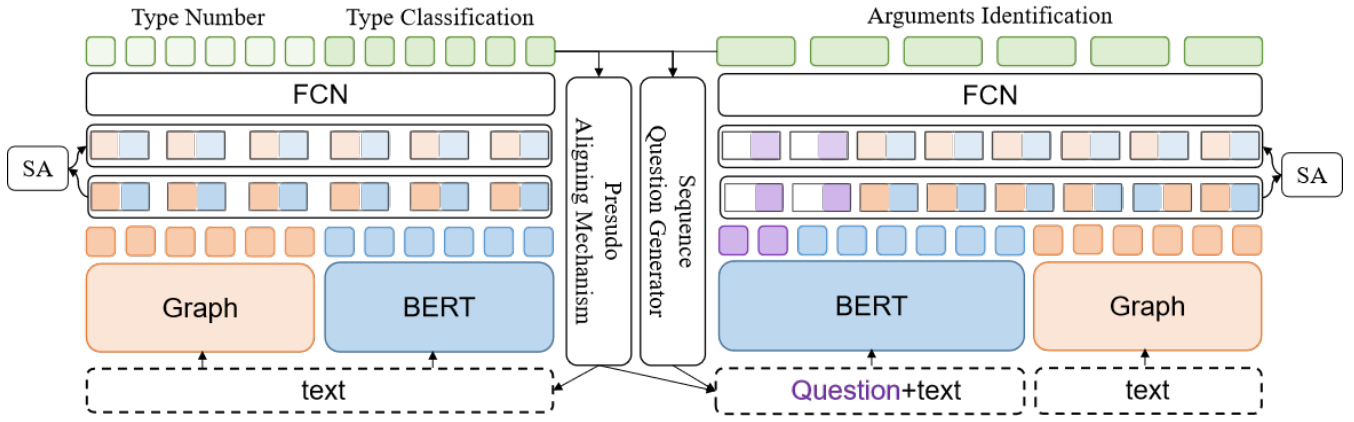 Type Number
Type Classification
Arguments Identification
FCN
FCN
SA
SA
Presudo
Aligning Mechanism
Sequence
Question Generator
Graph
BERT
BERT
Graph
text
Question+text
text